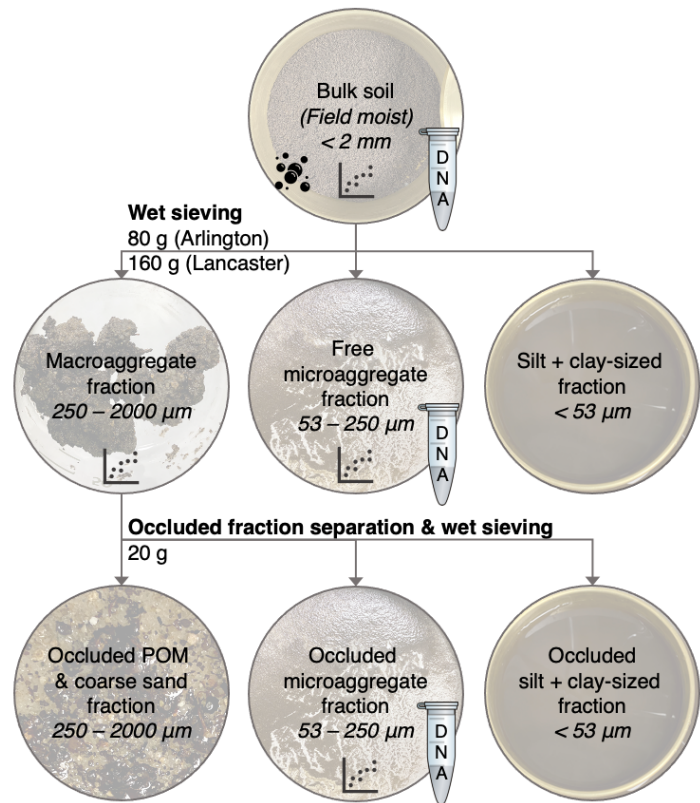 Bulk soil
(Field moist)
< 2 mm
D
N
A
Wet sieving
80 g (Arlington)
160 g (Lancaster)
Macroaggregate
fraction
250 – 2000 µm
Free
microaggregate
fraction
53 – 250 µm
D
N
A
Silt + clay-sized
fraction
< 53 µm
Occluded fraction separation & wet sieving
20 g
Occluded POM
& coarse sand
fraction
250 – 2000 µm
Occluded
microaggregate
fraction
53 – 250 µm
D
N
A
Occluded
silt + clay-sized
fraction
< 53 µm